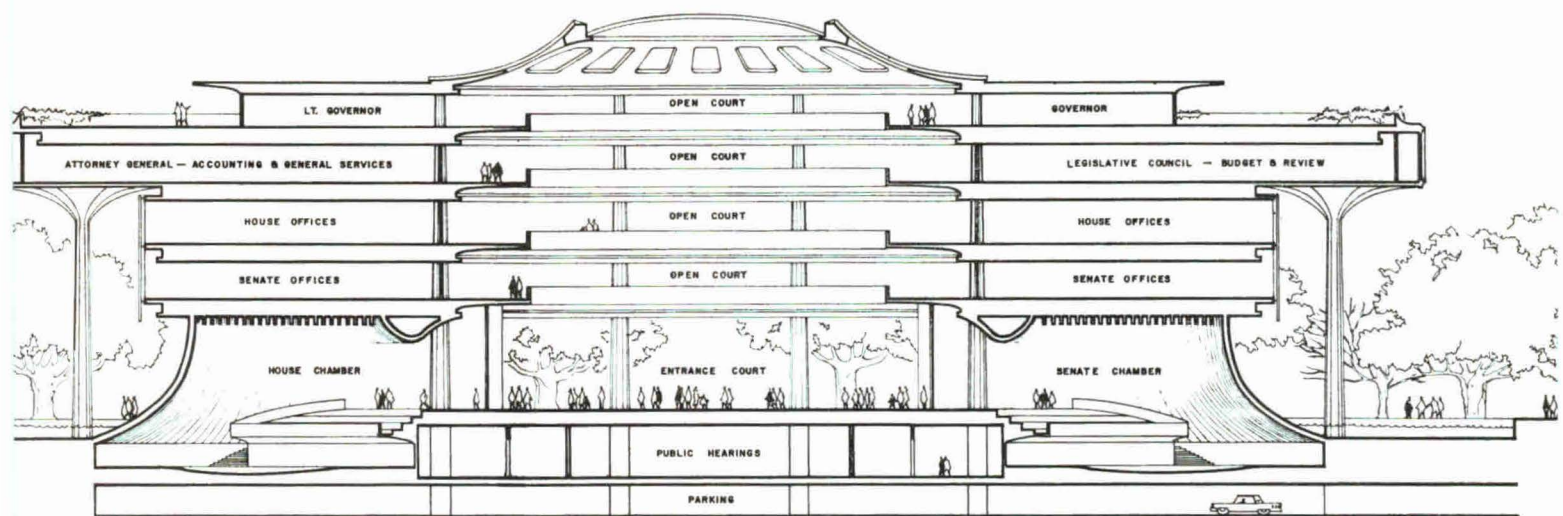 LT. GOVERNOR
OPEN COURT
GOVERNOR
ATTORNEY GENERAL — ACCOUNTING & GENERAL SERVICES
OPEN COURT
LEGISLATIVE COUNCIL — BUDGET & REVIEW
HOUSE OFFICES
OPEN COURT
HOUSE OFFICES
SENATE OFFICES
OPEN COURT
SENATE OFFICES
HOUSE CHAMBER
ENTRANCE COURT
SENATE CHAMBER
PUBLIC HEARINGS
PARKING